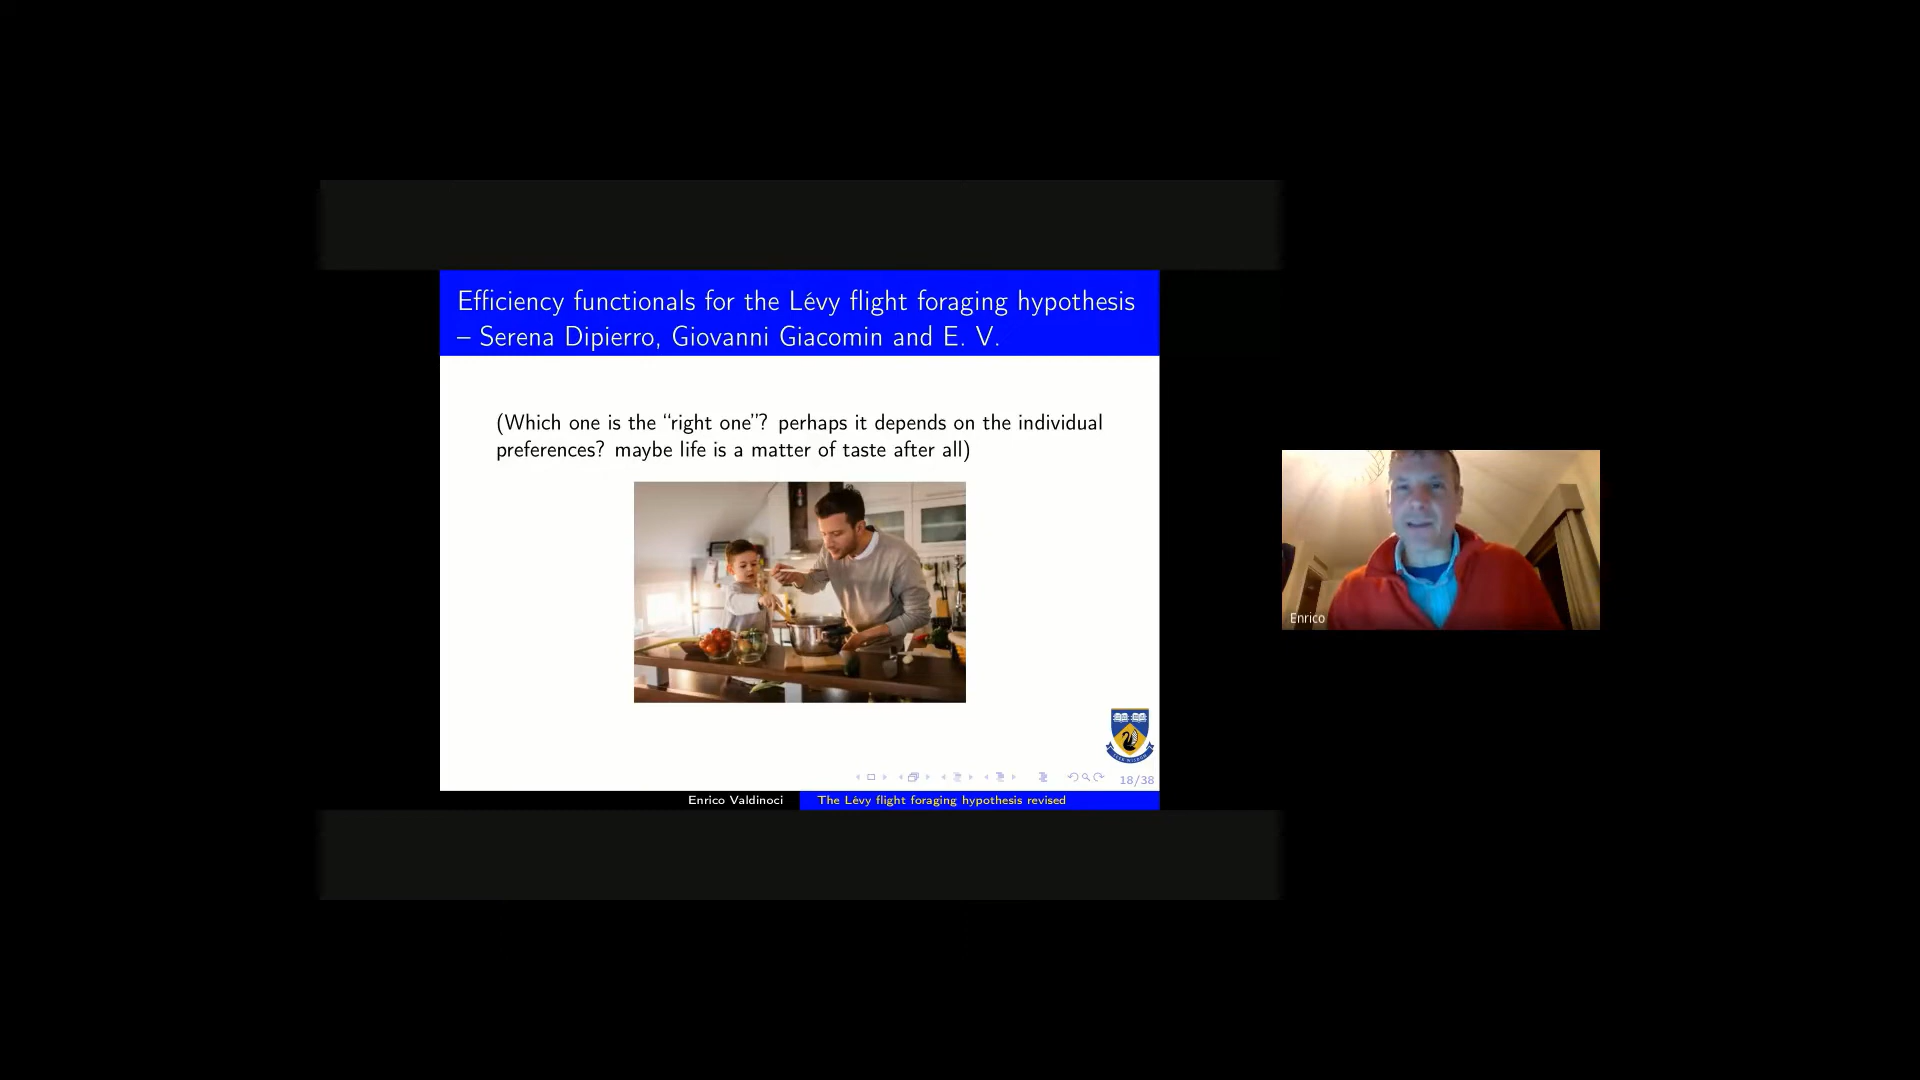 Efficiency functionals for the Lévy flight foraging hypothesis
– Serena Dipierro, Giovanni Giacomin and E. V.
(Which one is the “right one”? perhaps it depends on the individual
preferences? maybe life is a matter of taste after all)
Enrico
18/38
Enrico Valdinoci
The Lévy flight foraging hypothesis revised